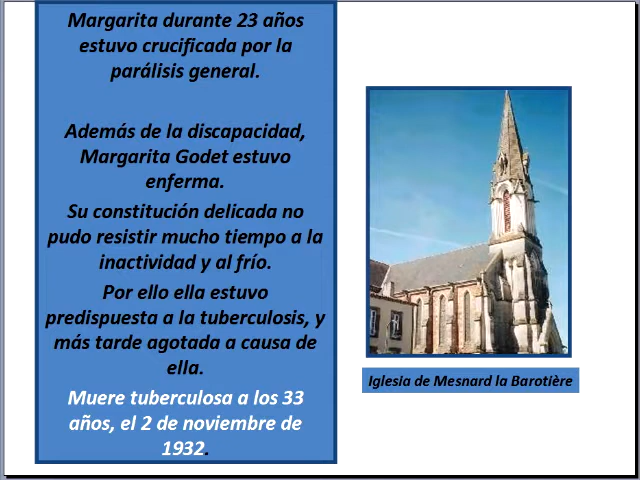 Margarita durante 23 años
estuvo crucificada por la
parálisis general.
Además de la discapacidad,
Margarita Godet estuvo
enferma.
Su constitución delicada no
pudo resistir mucho tiempo a la
inactividad y al frío.
Por ello ella estuvo
predispuesta a la tuberculosis, y
más tarde agotada a causa de
ella.
Muere tuberculosa a los 33
años, el 2 de noviembre de
1932.
Iglesia de Mesnard la Barotière